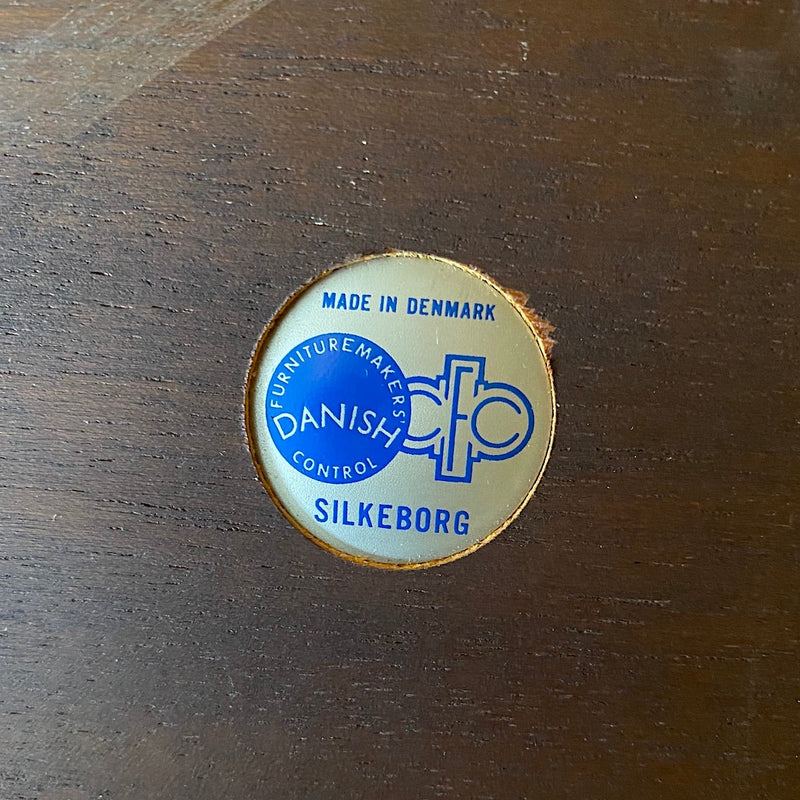 MADE IN DENMARK
FURNITUREMAKERS'
DANISH
CONTROL
CFC
SILKEBORG